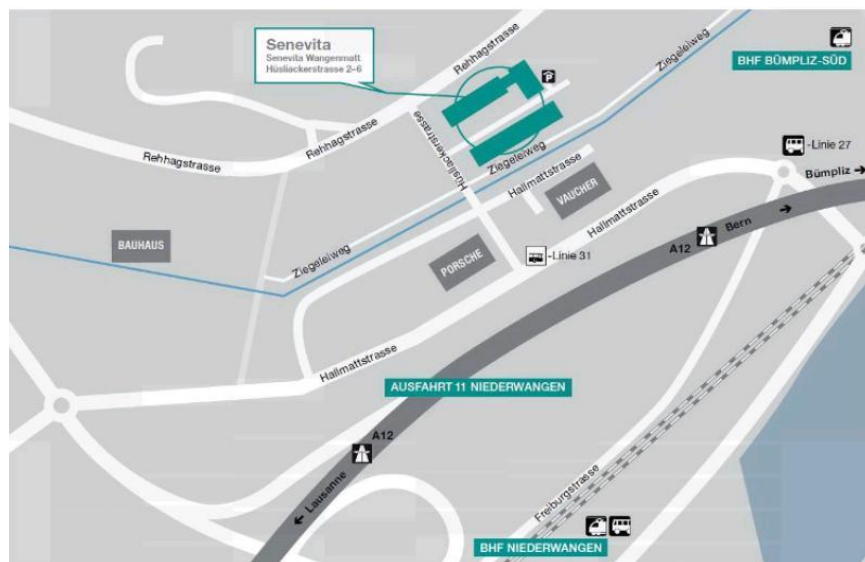 Senevita
Senevita Wangenmatt
Hüsliackerstrasse 2–6
Rehhagstrasse
Ziegeleiweg
BHF BÜMPLIZ-SÜD
P
Rehhagstrasse
Rehhagstrasse
Hüsliackerstrasse
Ziegeleiweg
Hallmattstrasse
VAUCHER
-Linie 27
Bümpliz →
Hallmattstrasse
Bern →
A12
BAUHAUS
Ziegeleiweg
PORSCHE
-Linie 31
Hallmattstrasse
AUSFAHRT 11 NIEDERWANGEN
A12
← Lausanne
Freiburgstrasse
BHF NIEDERWANGEN